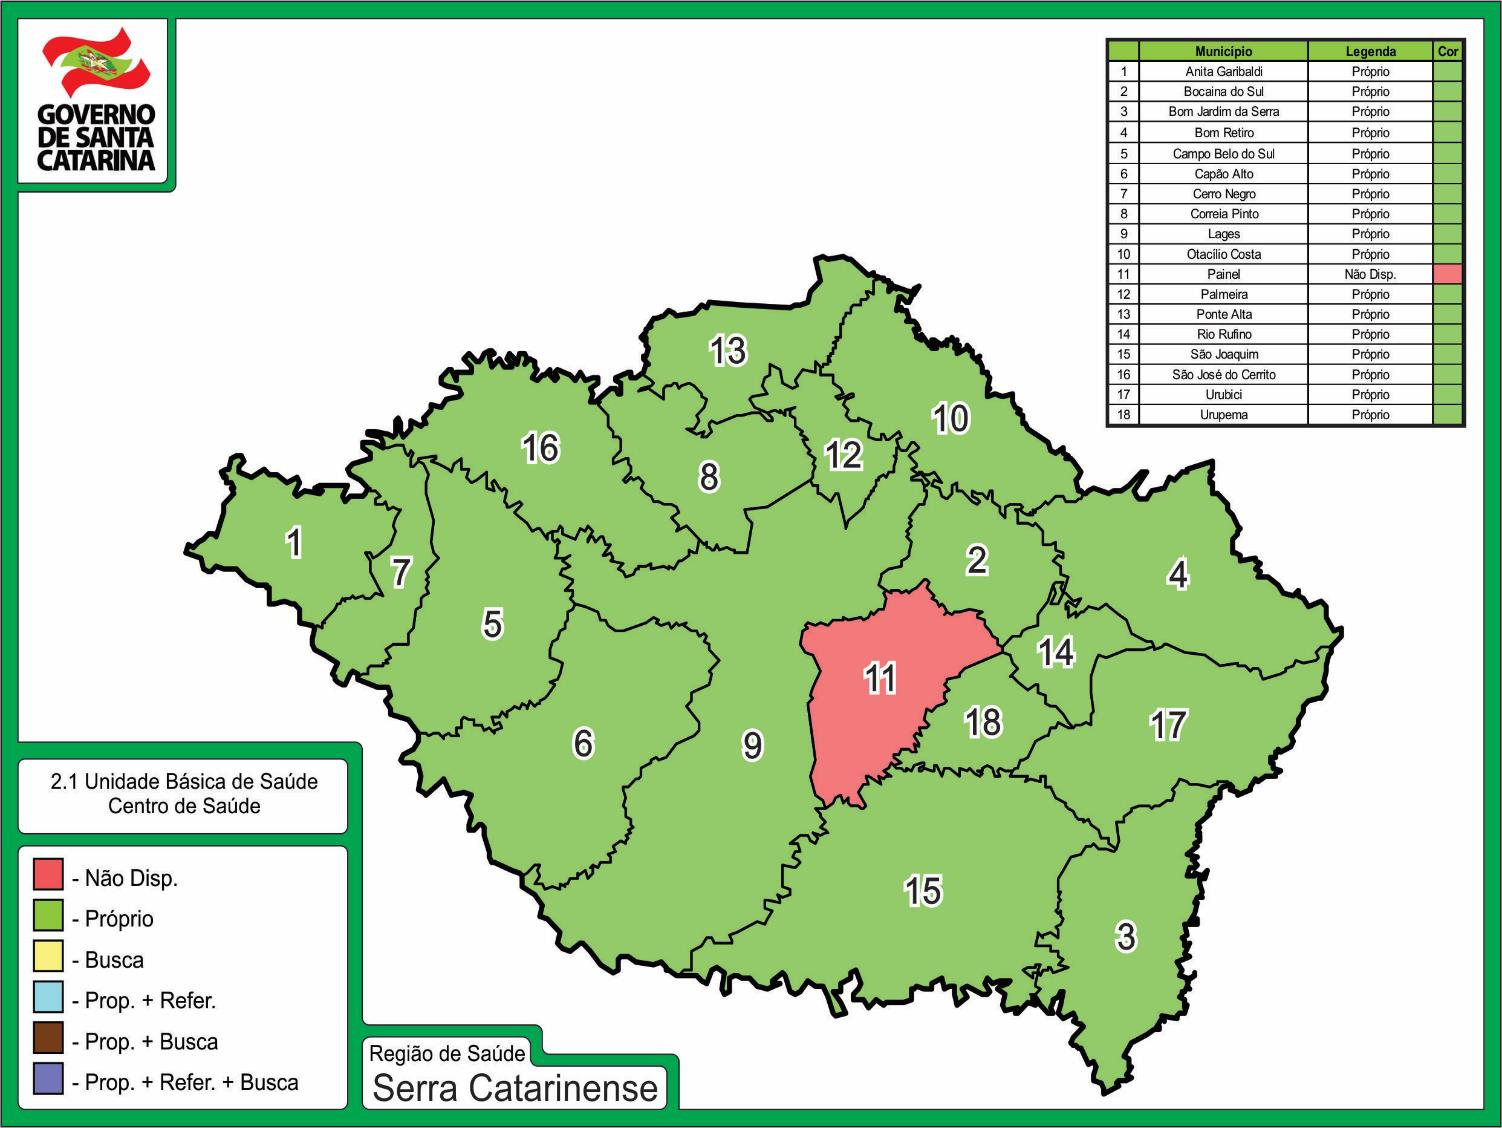 GOVERNO
DE SANTA
CATARINA
Município Legenda Cor
1 Anita Garibaldi Próprio
2 Bocaina do Sul Próprio
3 Bom Jardim da Serra Próprio
4 Bom Retiro Próprio
5 Campo Belo do Sul Próprio
6 Capão Alto Próprio
7 Cerro Negro Próprio
8 Correia Pinto Próprio
9 Lages Próprio
10 Otacílio Costa Próprio
11 Painel Não Disp.
12 Palmeira Próprio
13 Ponte Alta Próprio
14 Rio Rufino Próprio
15 São Joaquim Próprio
16 São José do Cerrito Próprio
17 Urubici Próprio
18 Urupema Próprio
13
10
16
12
8
1
2
7
4
5
14
11
18
17
6
9
15
3
2.1 Unidade Básica de Saúde
Centro de Saúde
- Não Disp.
- Próprio
- Busca
- Prop. + Refer.
- Prop. + Busca
- Prop. + Refer. + Busca
Região de Saúde
Serra Catarinense